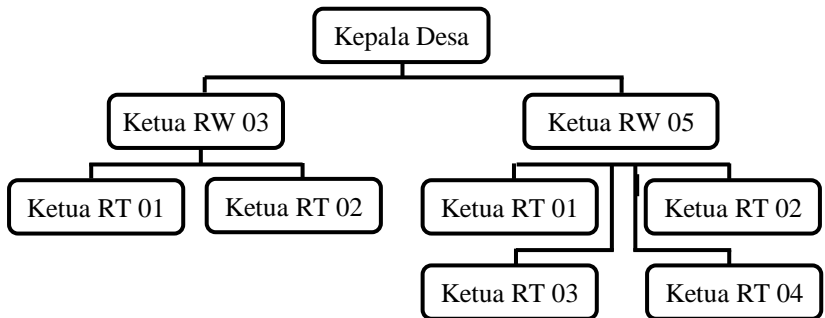 Kepala Desa
Ketua RW 03
Ketua RW 05
Ketua RT 01
Ketua RT 02
Ketua RT 01
Ketua RT 02
Ketua RT 03
Ketua RT 04